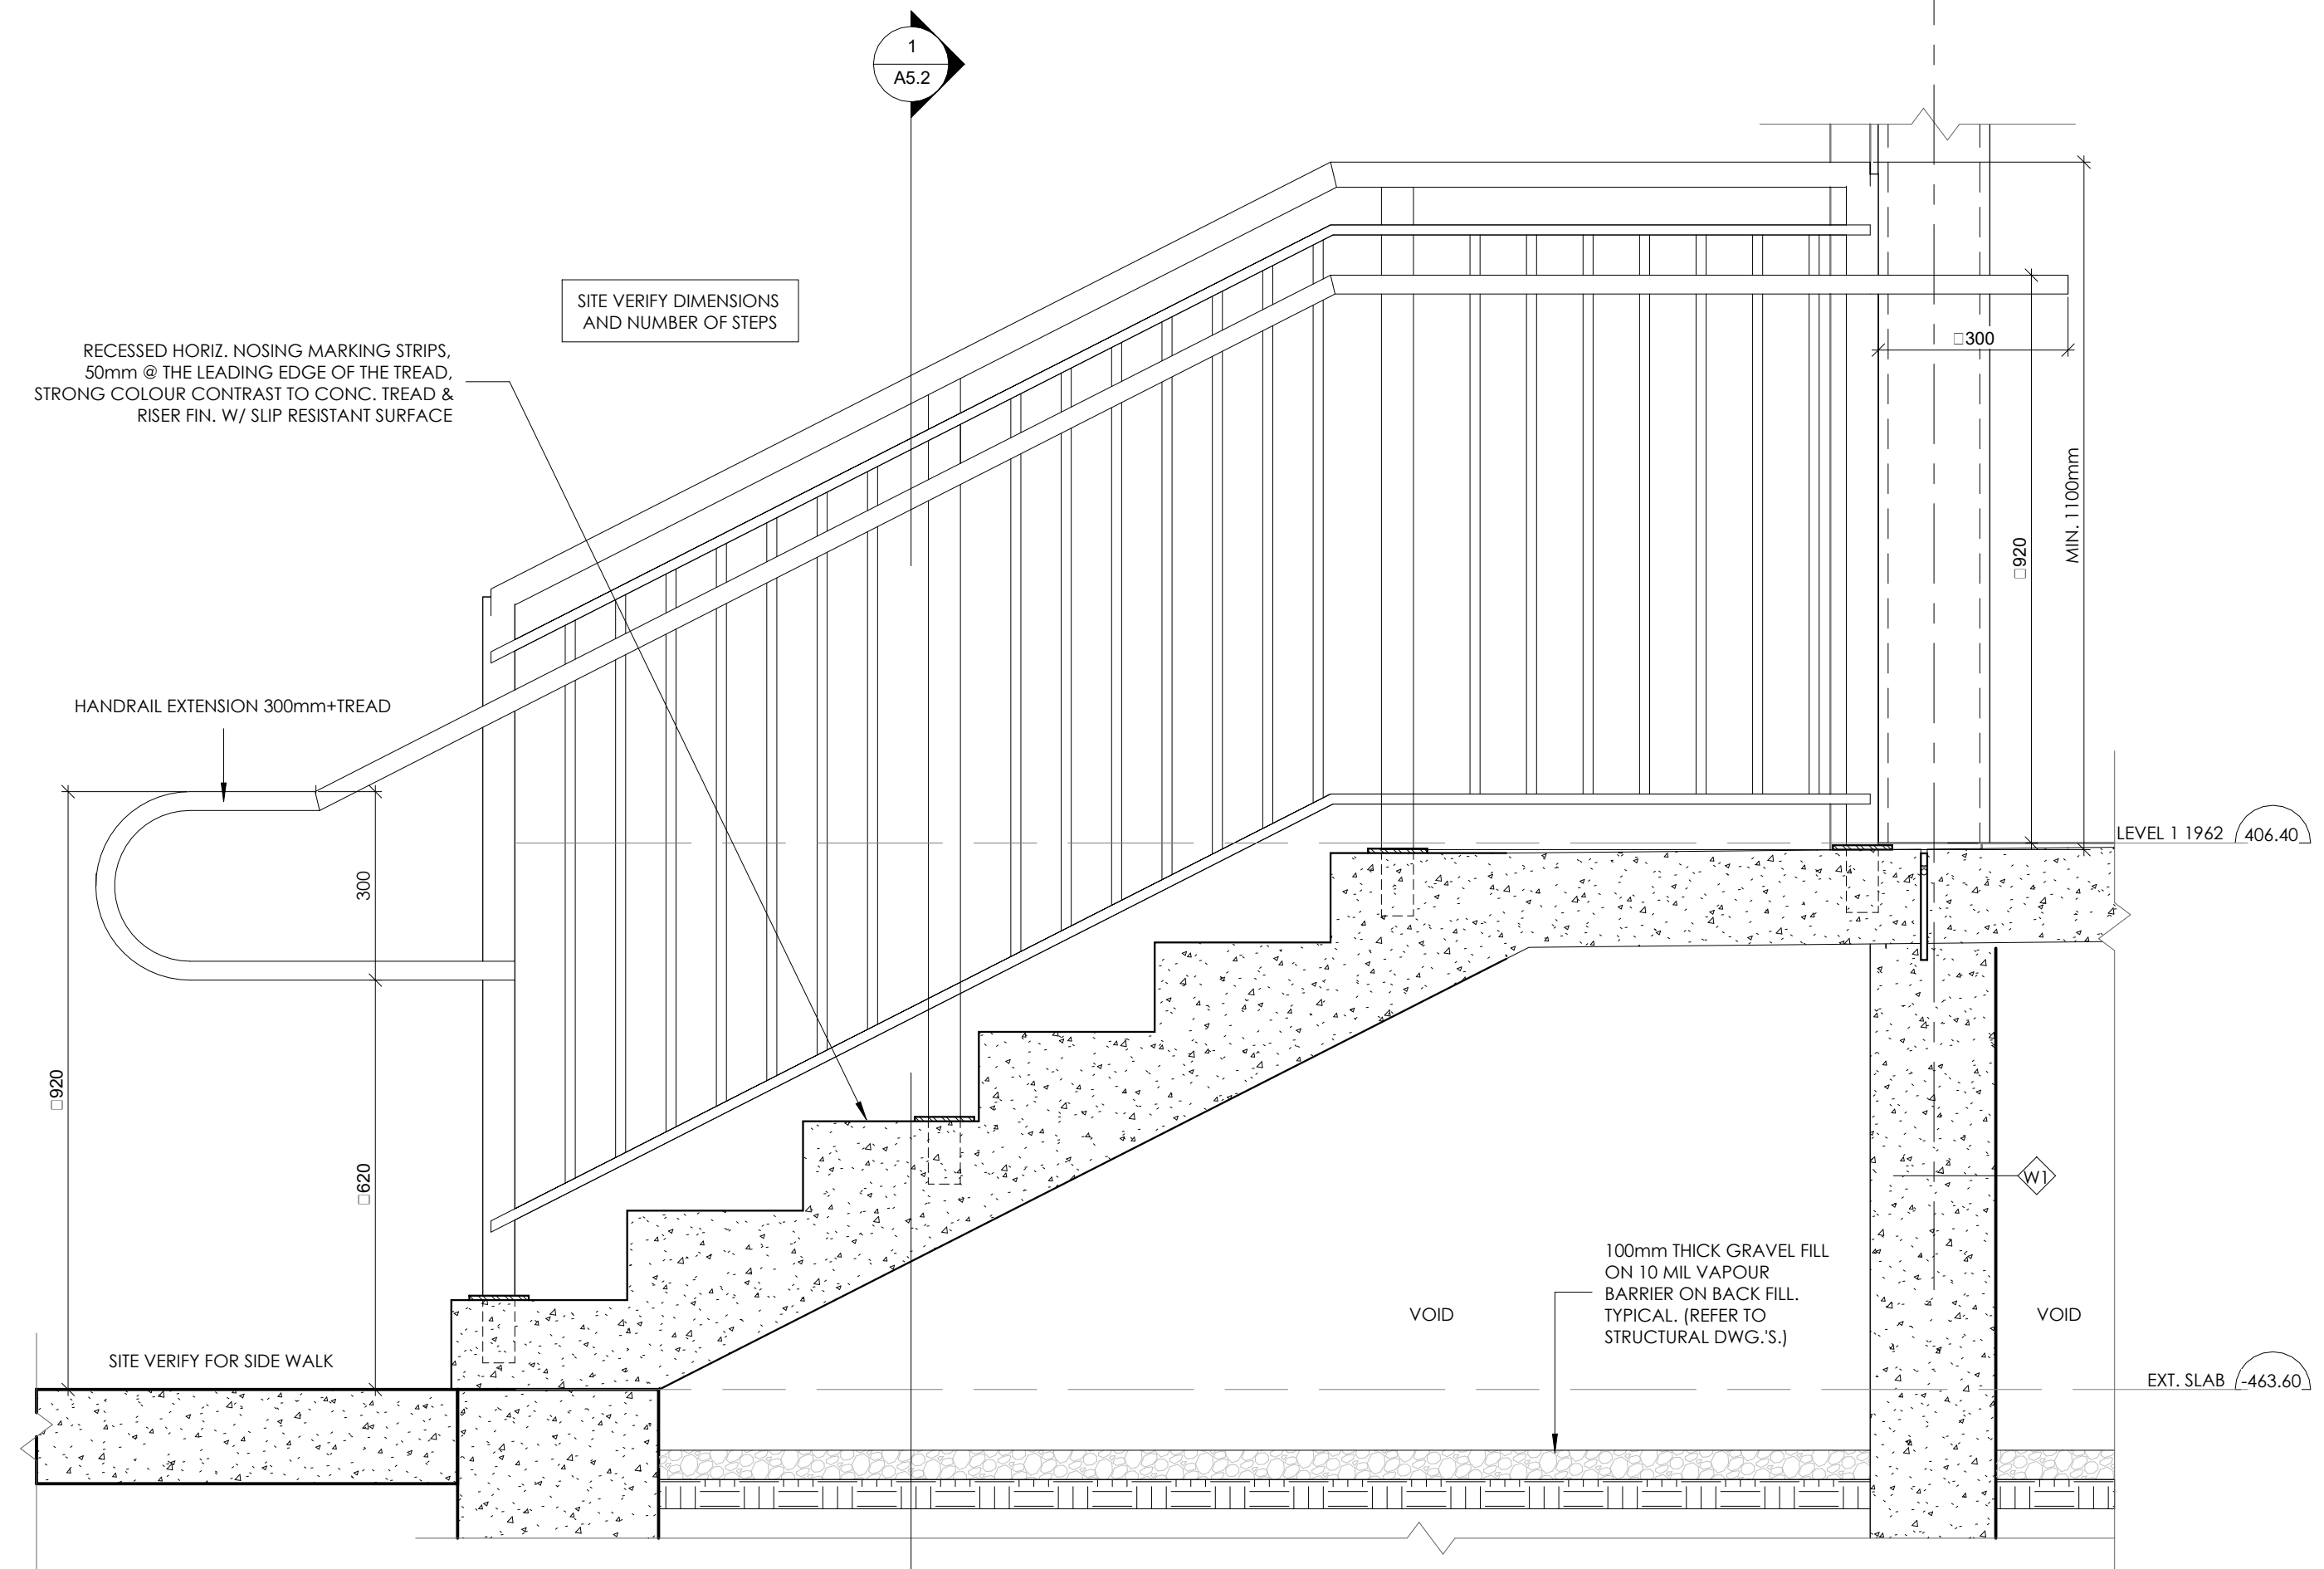 1
A5.2
SITE VERIFY DIMENSIONS
AND NUMBER OF STEPS
RECESSED HORIZ. NOSING MARKING STRIPS,
50mm @ THE LEADING EDGE OF THE TREAD,
STRONG COLOUR CONTRAST TO CONC. TREAD &
RISER FIN. W/ SLIP RESISTANT SURFACE
□300
MIN. 1100mm
□920
HANDRAIL EXTENSION 300mm+TREAD
LEVEL 1 1962 406.40
300
□920
□620
W1
100mm THICK GRAVEL FILL
ON 10 MIL VAPOUR
BARRIER ON BACK FILL.
TYPICAL. (REFER TO
STRUCTURAL DWG.'S.)
VOID
VOID
SITE VERIFY FOR SIDE WALK
EXT. SLAB -463.60